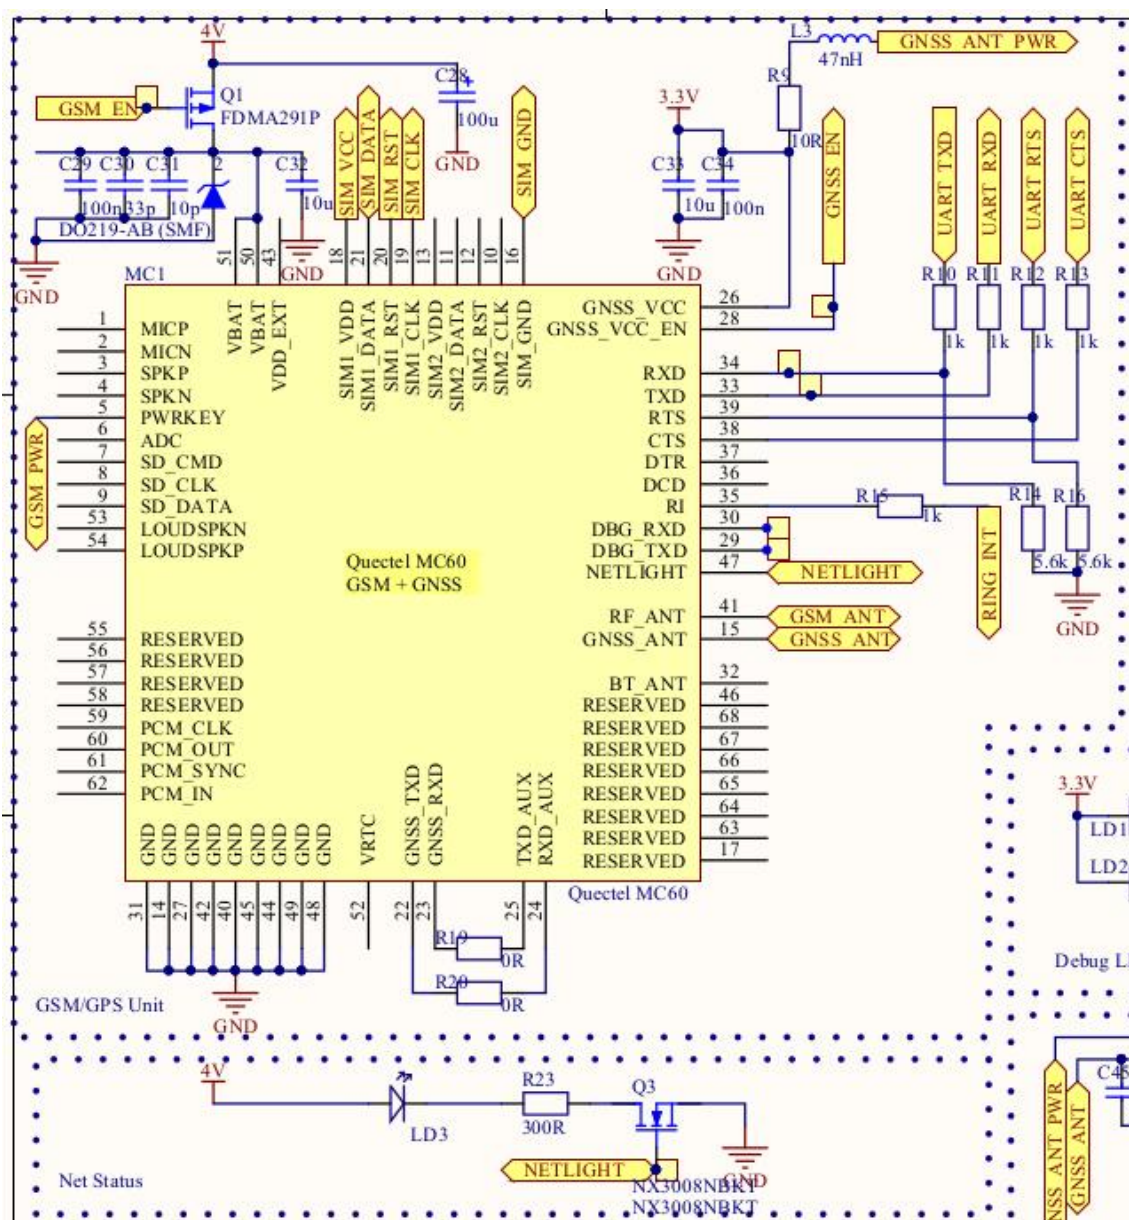 4V
L3
GNSS_ANT_PWR
47nH
C28
R9
Q1
GSM_EN
FDMA291P
100u
3.3V
10R
GND
SIM_VCC
SIM_DATA
SIM_RST
SIM_CLK
SIM_GND
GNSS_EN
UART_TXD
UART_RXD
UART_RTS
UART_CTS
C29 C30 C31 2 C32
100n 33p 10p 10u
DO219-AB (SMF)
C33 C34
10u 100n
GND
GND
GND
51 50 43 18 21 20 19 13 11 12 10 16
R10 R11 R12 R13
1k 1k 1k 1k
MC1
VBAT
VBAT
VDD_EXT
SIM1_VDD
SIM1_DATA
SIM1_RST
SIM1_CLK
SIM2_VDD
SIM2_DATA
SIM2_RST
SIM2_CLK
SIM_GND
1 MICP
2 MICN
3 SPKP
4 SPKN
5 PWRKEY
6 ADC
7 SD_CMD
8 SD_CLK
9 SD_DATA
53 LOUDSPKN
54 LOUDSPKP
GSM_PWR
55 RESERVED
56 RESERVED
57 RESERVED
58 RESERVED
59 PCM_CLK
60 PCM_OUT
61 PCM_SYNC
62 PCM_IN
Quectel MC60
GSM + GNSS
GNSS_VCC 26
GNSS_VCC_EN 28
RXD 34
TXD 33
RTS 39
CTS 38
DTR 37
DCD 36
RI 35
DBG_RXD 30
DBG_TXD 29
NETLIGHT 47
RF_ANT 41
GNSS_ANT 15
BT_ANT 32
RESERVED 46
RESERVED 68
RESERVED 67
RESERVED 66
RESERVED 65
RESERVED 64
RESERVED 63
RESERVED 17
R15
1k
R14 R16
5.6k 5.6k
RING_INT
GND
NETLIGHT
GSM_ANT
GNSS_ANT
GND
GND
GND
GND
GND
GND
GND
GND
GND
VRTC
GNSS_TXD
GNSS_RXD
TXD_AUX
RXD_AUX
31 14 27 42 40 45 44 49 48 52 22 23 25 24
Quectel MC60
R19
0R
R20
0R
GSM/GPS Unit
GND
3.3V
LD1
LD2
Debug L
4V
LD3
R23
300R
Q3
NETLIGHT
GND
NX3008NBKT
NX3008NBKT
Net Status
NSS_ANT_PWR
GNSS_ANT
C45